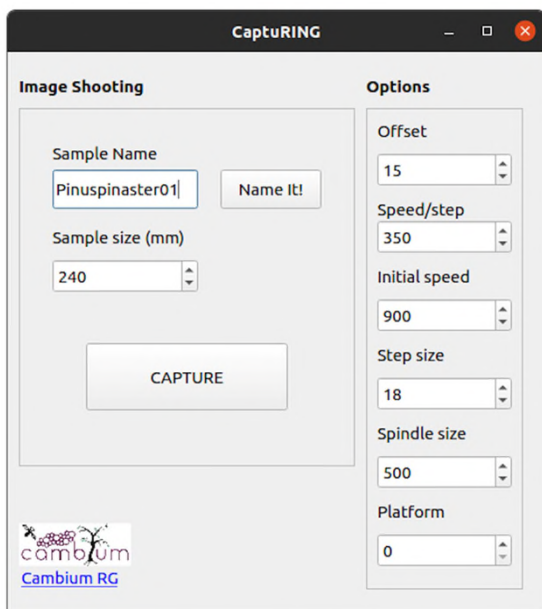 CaptuRING
Image Shooting
Sample Name
Pinuspinaster01
Name It!
Sample size (mm)
240
CAPTURE
cambium
Cambium RG
Options
Offset
15
Speed/step
350
Initial speed
900
Step size
18
Spindle size
500
Platform
0